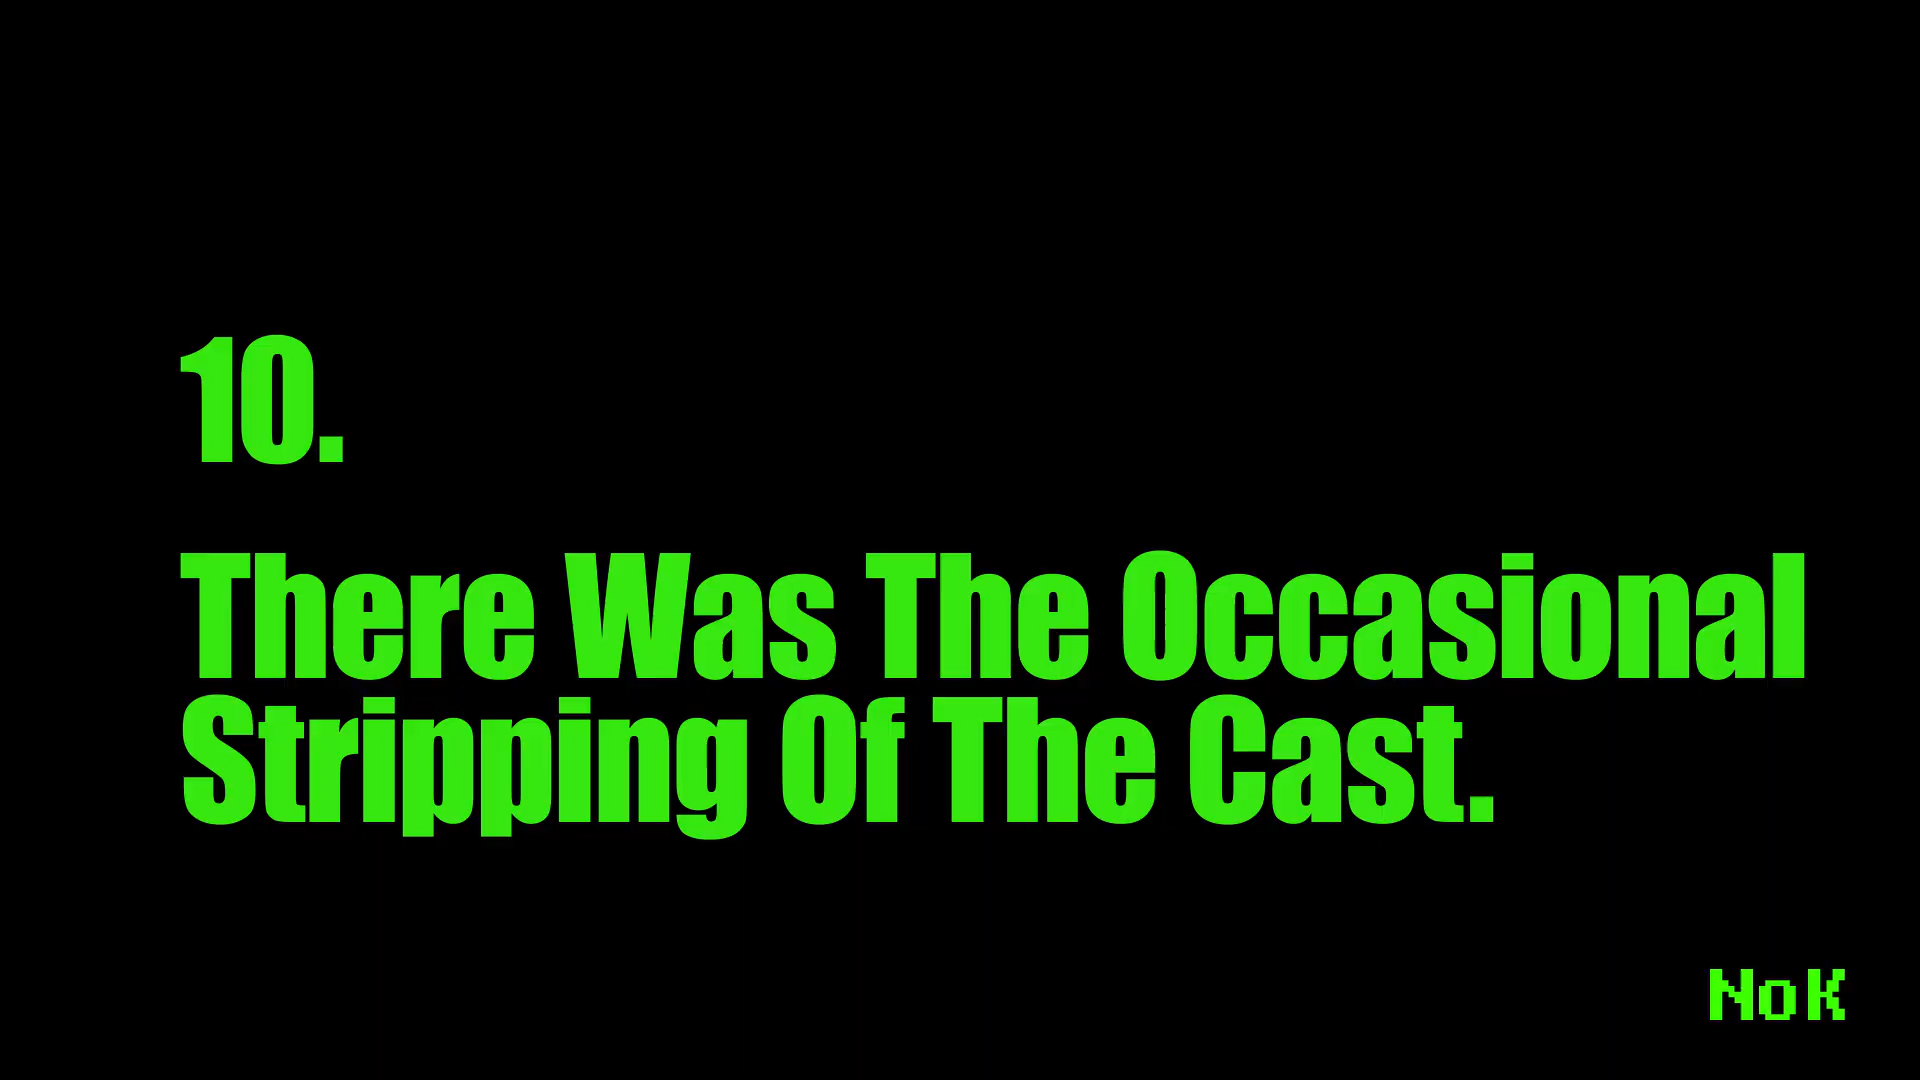 10.
There Was The Occasional
Stripping Of The Cast.
NoK